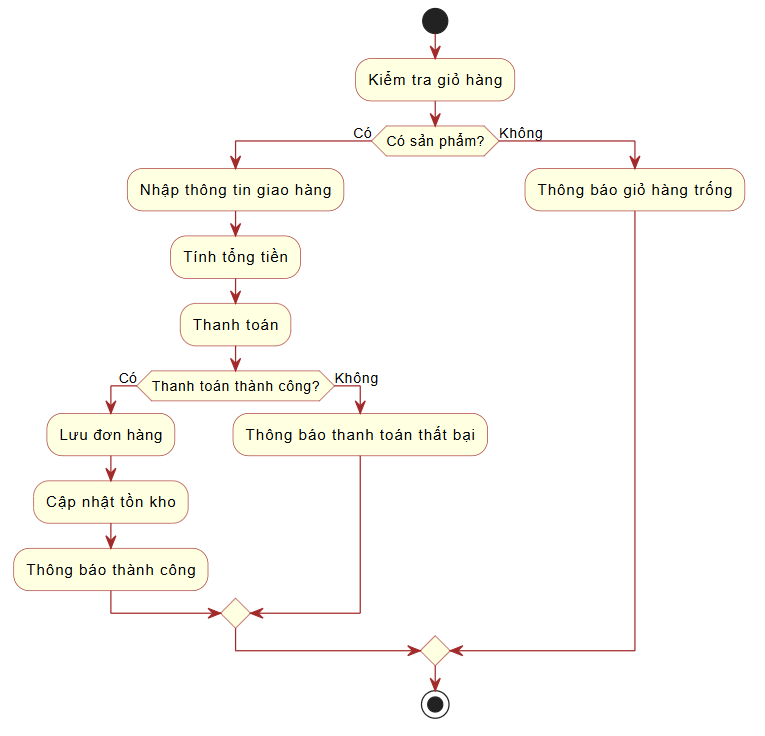 Kiểm tra giỏ hàng
Có
Có sản phẩm?
Không
Nhập thông tin giao hàng
Thông báo giỏ hàng trống
Tính tổng tiền
Thanh toán
Có
Thanh toán thành công?
Không
Lưu đơn hàng
Thông báo thanh toán thất bại
Cập nhật tồn kho
Thông báo thành công